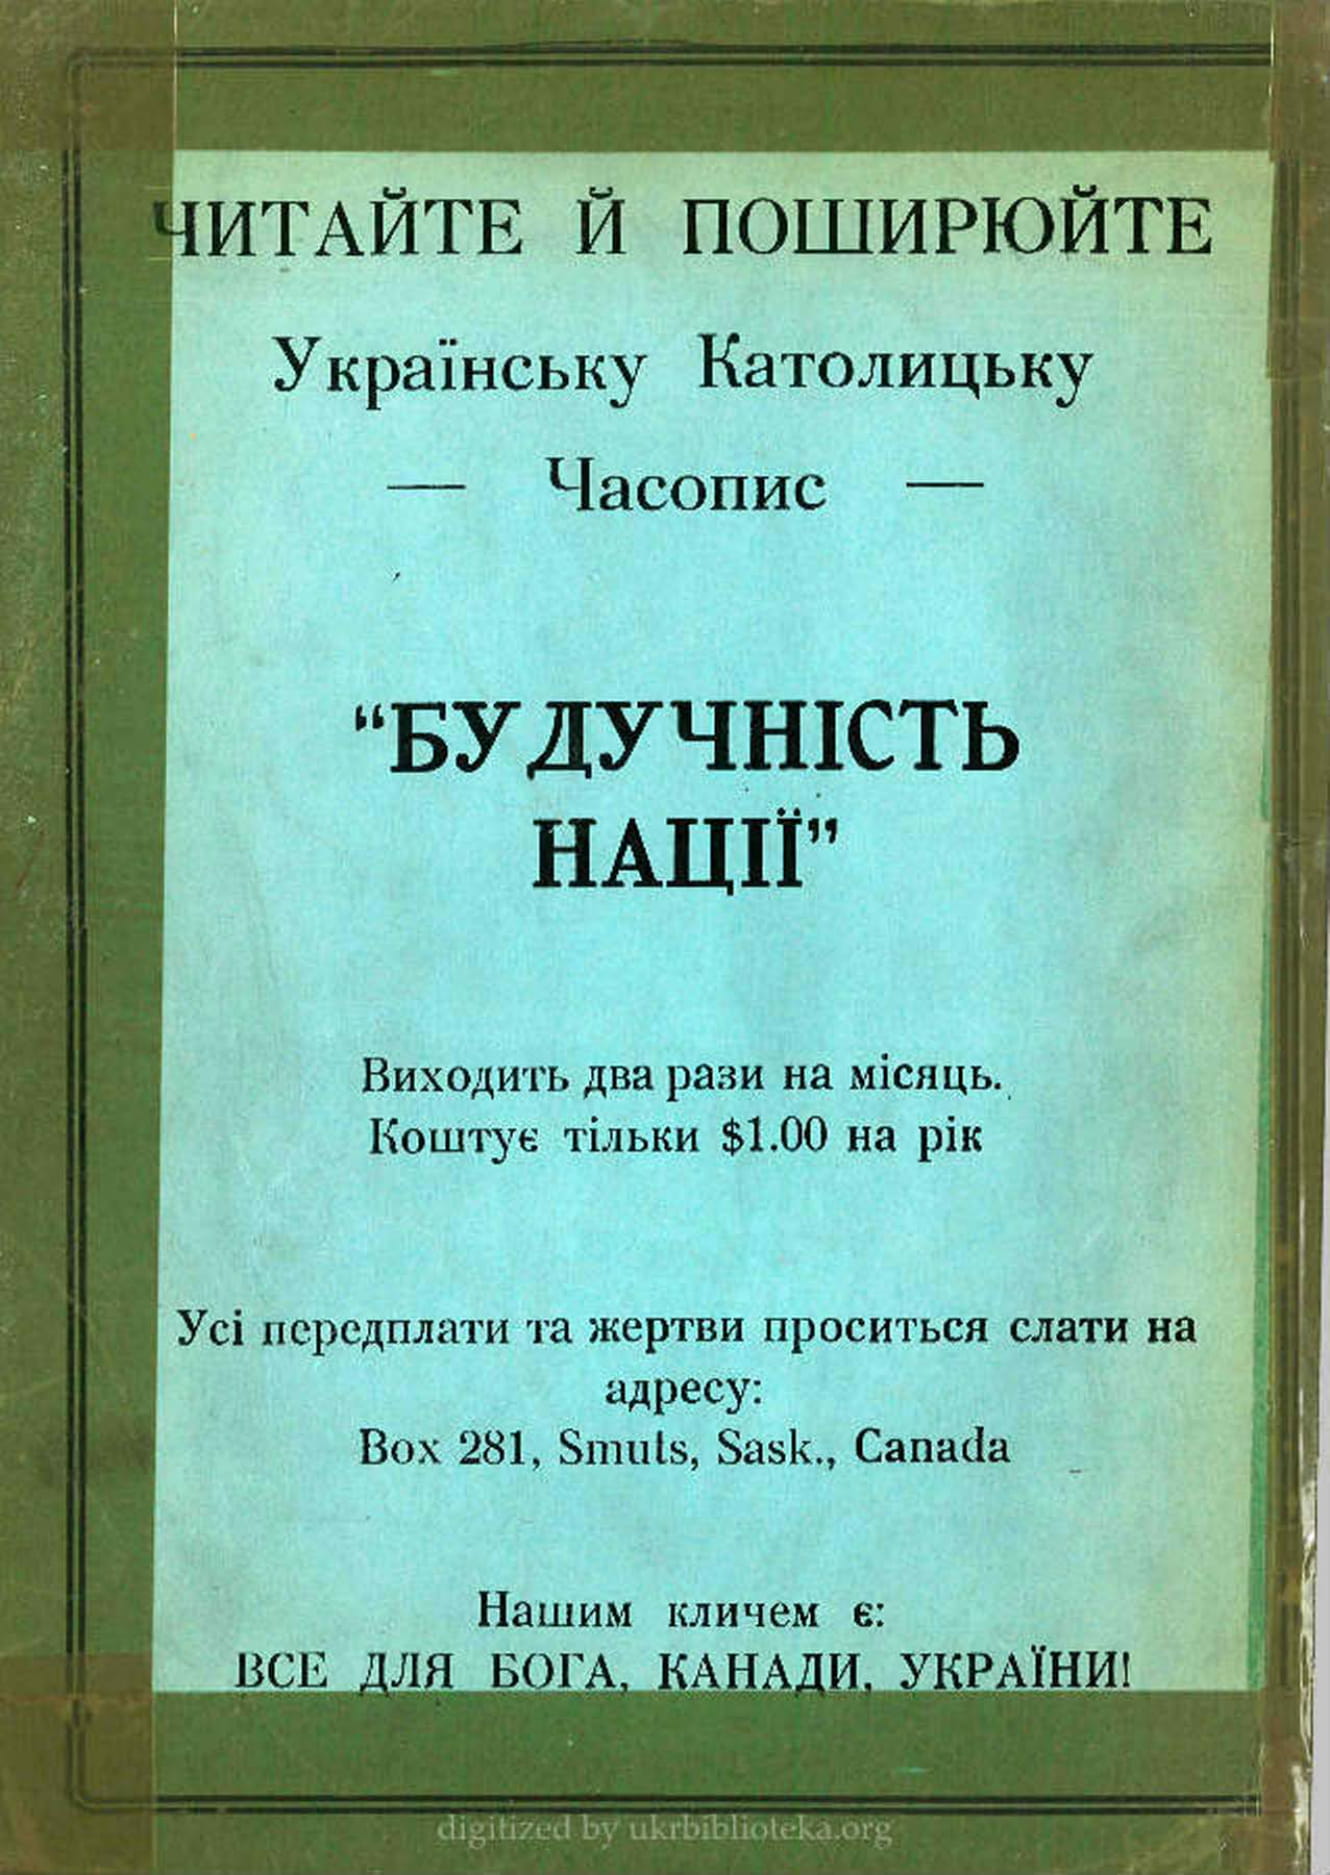 ЧИТАЙТЕ Й ПОШИРЮЙТЕ
Українську Католицьку
— Часопис —
“БУДУЧНІСТЬ
НАЦІЇ”
Виходить два рази на місяць.
Коштує тільки $1.00 на рік
Усі передплати та жертви проситься слати на
адресу:
Box 281, Smuts, Sask., Canada
Нашим кличем є:
ВСЕ ДЛЯ БОГА, КАНАДИ, УКРАЇНИ!
digitized by ukrbiblioteka.org